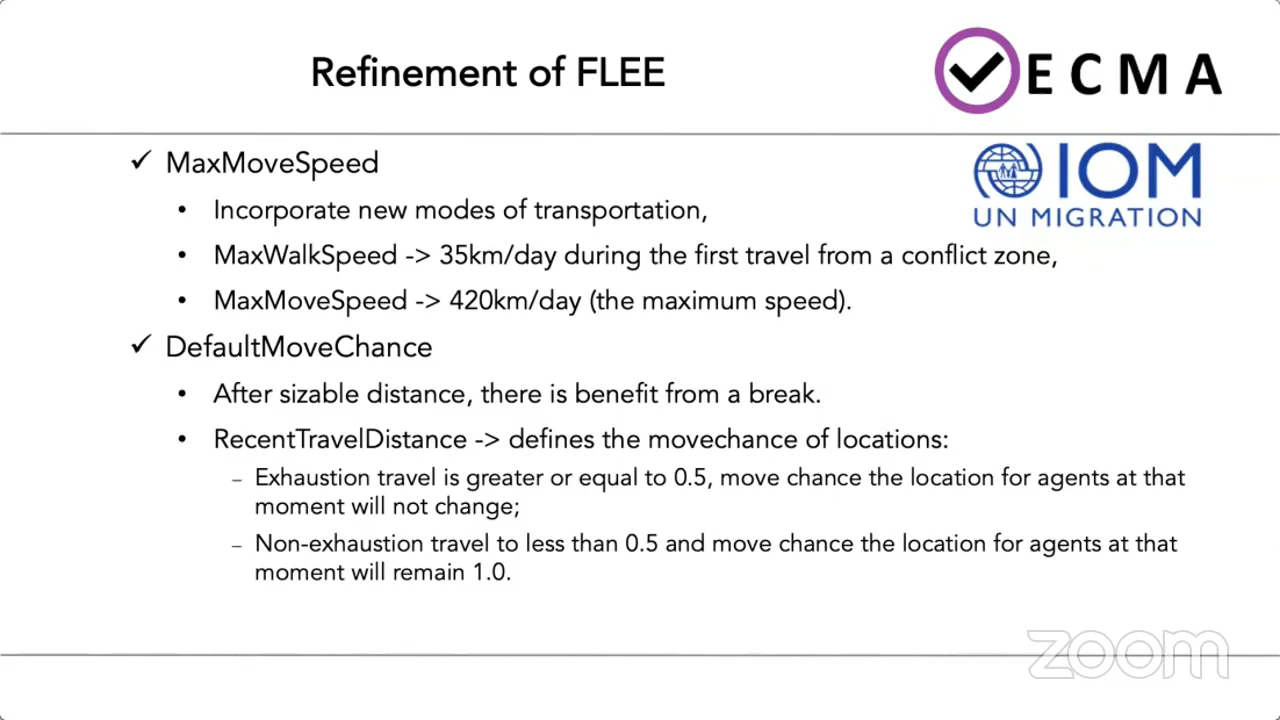 Refinement of FLEE
ECMA
✓ MaxMoveSpeed
IOM
UN MIGRATION
• Incorporate new modes of transportation,
• MaxWalkSpeed -> 35km/day during the first travel from a conflict zone,
• MaxMoveSpeed -> 420km/day (the maximum speed).
✓ DefaultMoveChance
• After sizable distance, there is benefit from a break.
• RecentTravelDistance -> defines the movechance of locations:
– Exhaustion travel is greater or equal to 0.5, move chance the location for agents at that
moment will not change;
– Non-exhaustion travel to less than 0.5 and move chance the location for agents at that
moment will remain 1.0.
zoom